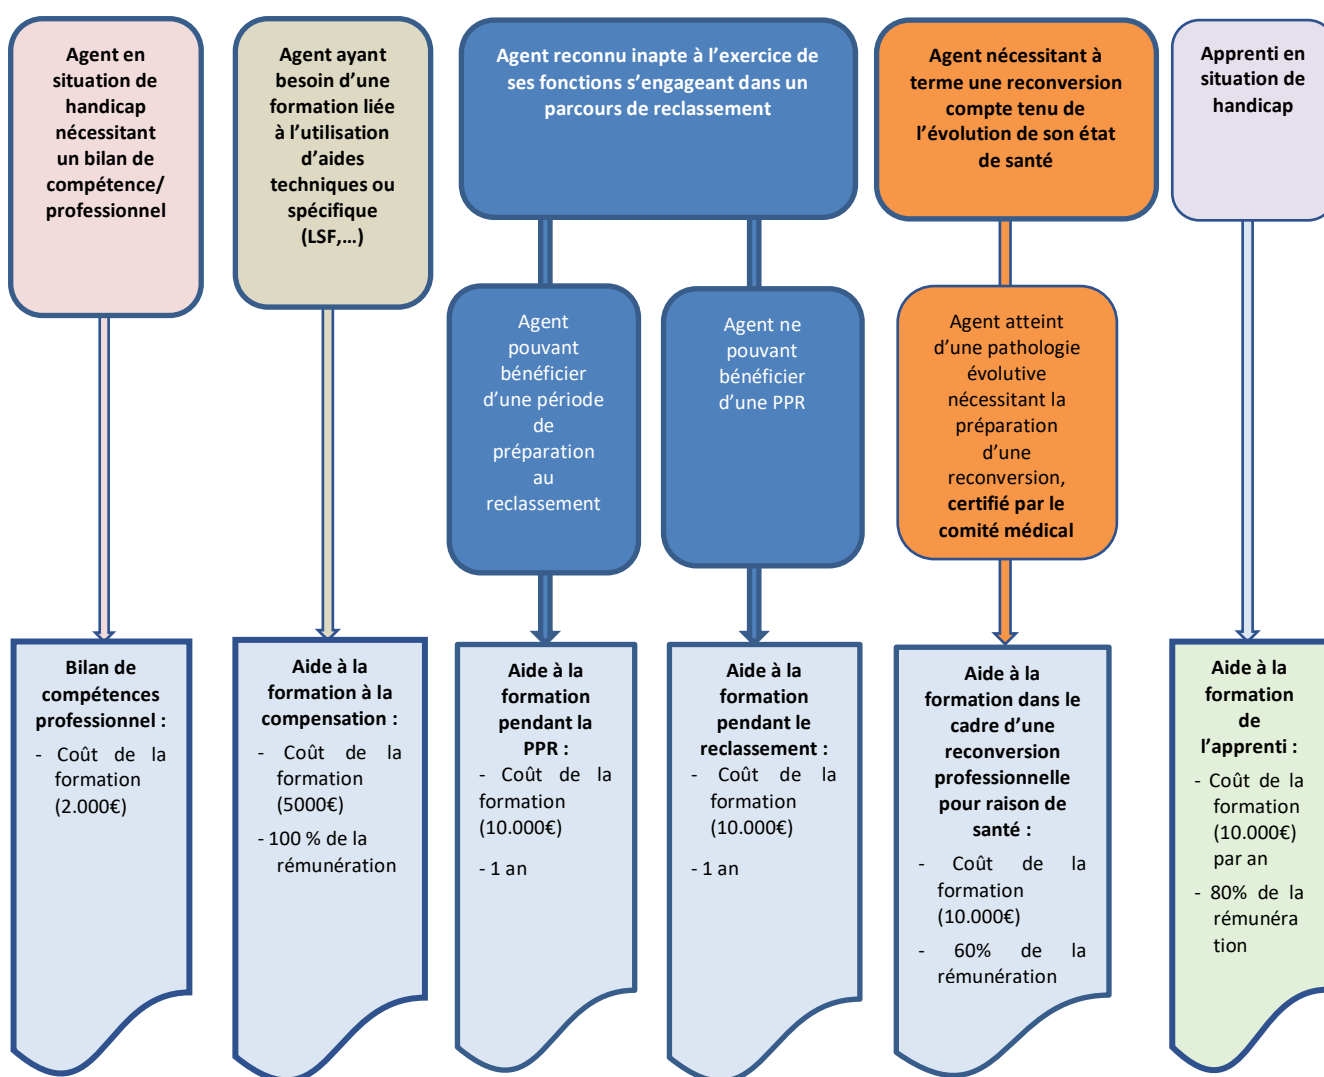 Agent en
situation de
handicap
nécessitant
un bilan de
compétence/
professionnel
Agent ayant
besoin d'une
formation liée
à l'utilisation
d'aides
techniques ou
spécifique
(LSF,…)
Agent reconnu inapte à l'exercice de
ses fonctions s'engageant dans un
parcours de reclassement
Agent nécessitant à
terme une reconversion
compte tenu de
l'évolution de son état
de santé
Apprenti en
situation de
handicap
Agent
pouvant
bénéficier
d'une période
de
préparation
au
reclassement
Agent ne
pouvant
bénéficier
d'une PPR
Agent atteint
d'une pathologie
évolutive
nécessitant la
préparation
d'une
reconversion,
certifié par le
comité médical
Bilan de
compétences
professionnel :
- Coût de la
formation
(2.000€)
Aide à la
formation à la
compensation :
- Coût de la
formation
(5000€)
- 100 % de la
rémunération
Aide à la
formation
pendant la
PPR :
- Coût de la
formation
(10.000€)
- 1 an
Aide à la
formation
pendant le
reclassement :
- Coût de la
formation
(10.000€)
- 1 an
Aide à la
formation dans le
cadre d'une
reconversion
professionnelle
pour raison de
santé :
- Coût de la
formation
(10.000€)
- 60% de la
rémunération
Aide à la
formation
de
l'apprenti :
- Coût de la
formation
(10.000€)
par an
- 80% de la
rémunéra
tion